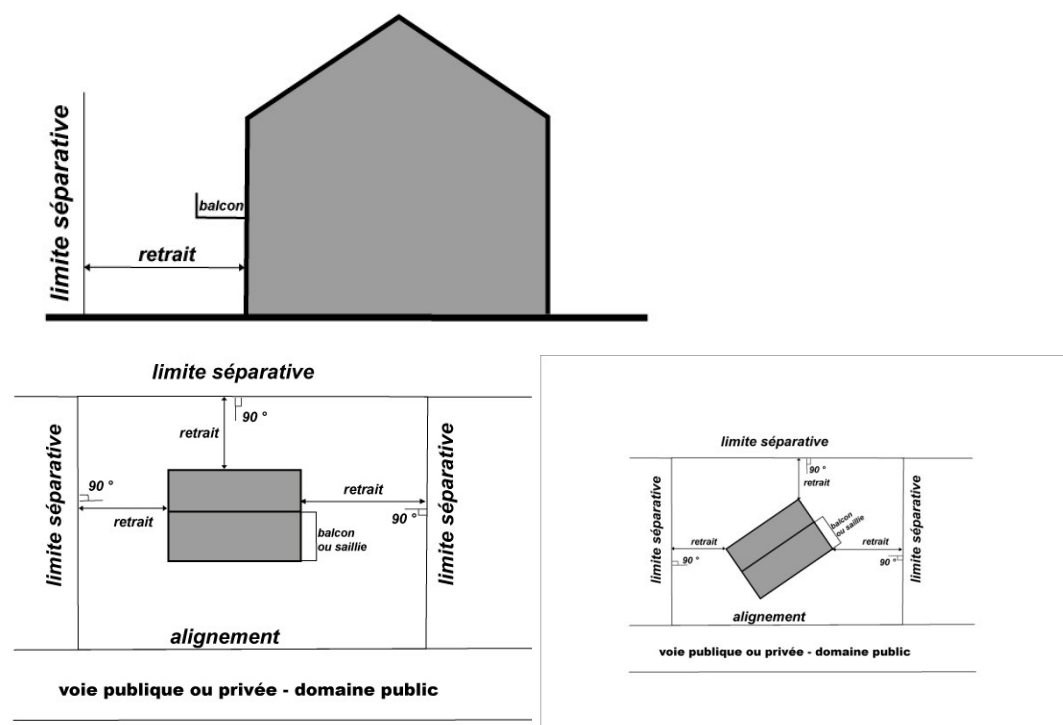 limite séparative
balcon
retrait
limite séparative
90 °
retrait
limite séparative
90 °
retrait
retrait
90 °
balcon
ou saillie
limite séparative
alignement
voie publique ou privée - domaine public
limite séparative
90 °
retrait
limite séparative
retrait
90 °
balcon
ou saillie
retrait
90 °
limite séparative
alignement
voie publique ou privée - domaine public